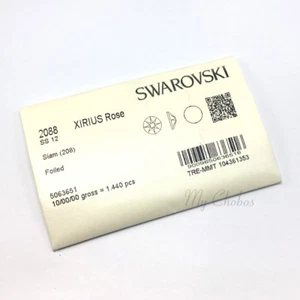 SWAROVSKI
2088 XIRIUS Rose
SS 12
Siam (208)
Foiled
5063651
10/00/00 gross = 1.440 pcs
TRE-MMT 104361353
My Chobos